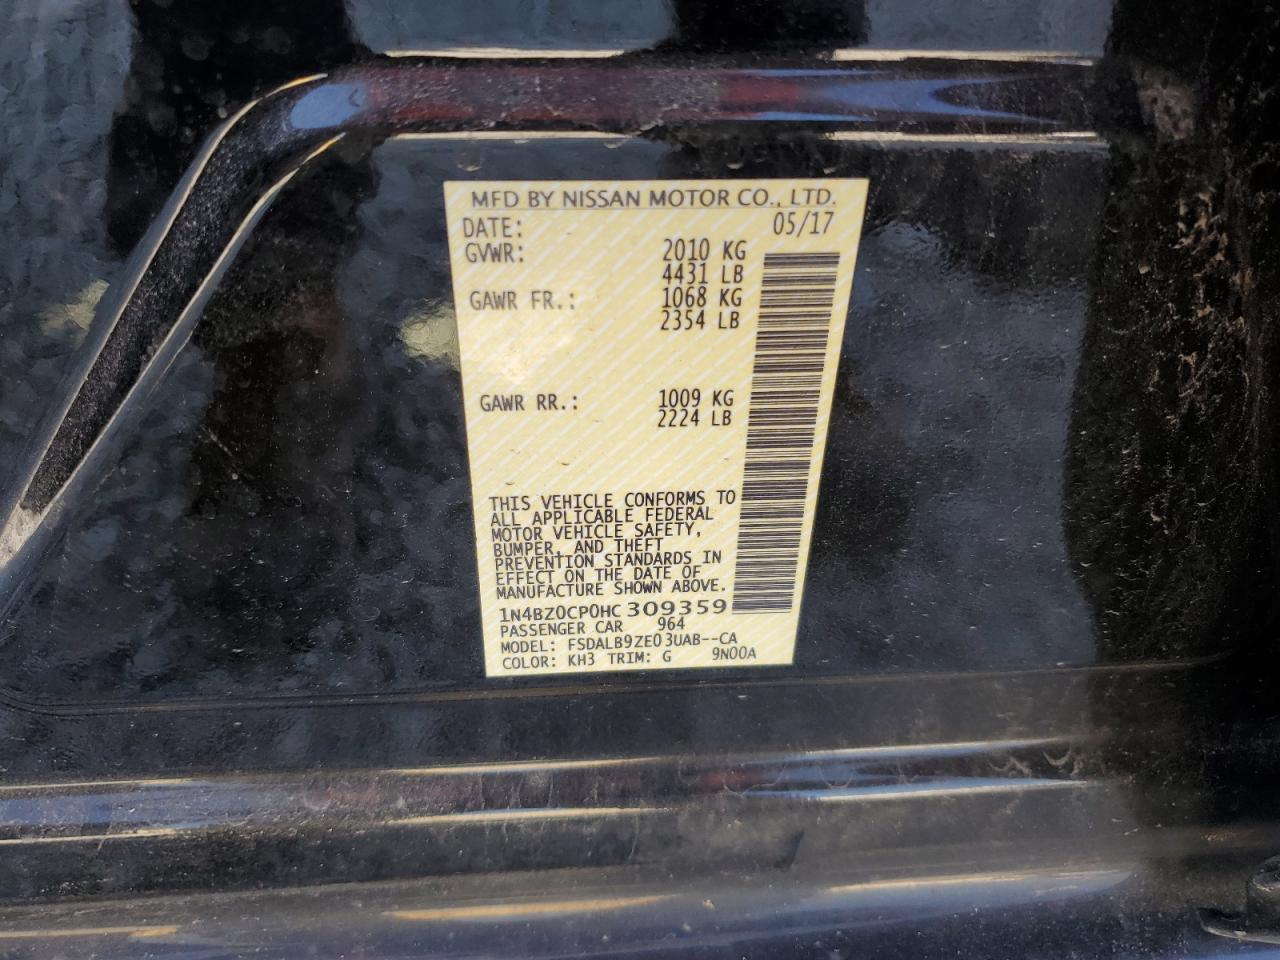 MFD BY NISSAN MOTOR CO., LTD.
DATE: 05/17
GVWR: 2010 KG
4431 LB
GAWR FR.: 1068 KG
2354 LB
GAWR RR.: 1009 KG
2224 LB
THIS VEHICLE CONFORMS TO
ALL APPLICABLE FEDERAL
MOTOR VEHICLE SAFETY,
BUMPER, AND THEFT
PREVENTION STANDARDS IN
EFFECT ON THE DATE OF
MANUFACTURE SHOWN ABOVE.
1N4BZ0CP0HC309359
PASSENGER CAR 964
MODEL: FSDALB9ZE03UAB--CA
COLOR: KH3 TRIM: G 9N00A